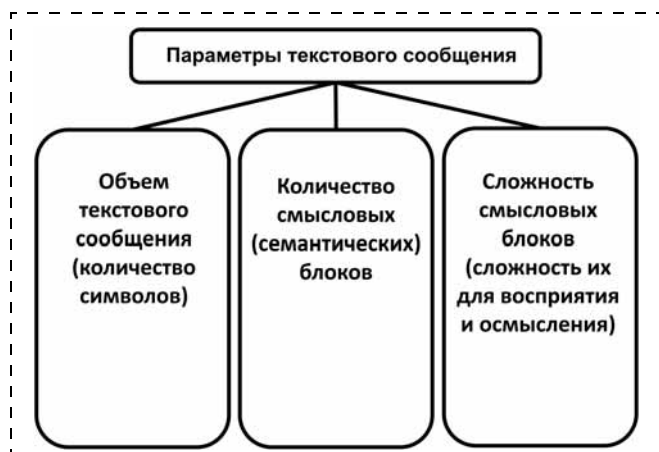 Параметры текстового сообщения
Объем
текстового
сообщения
(количество
символов)
Количество
смысловых
(семантических)
блоков
Сложность
смысловых
блоков
(сложность их
для восприятия
и осмысления)